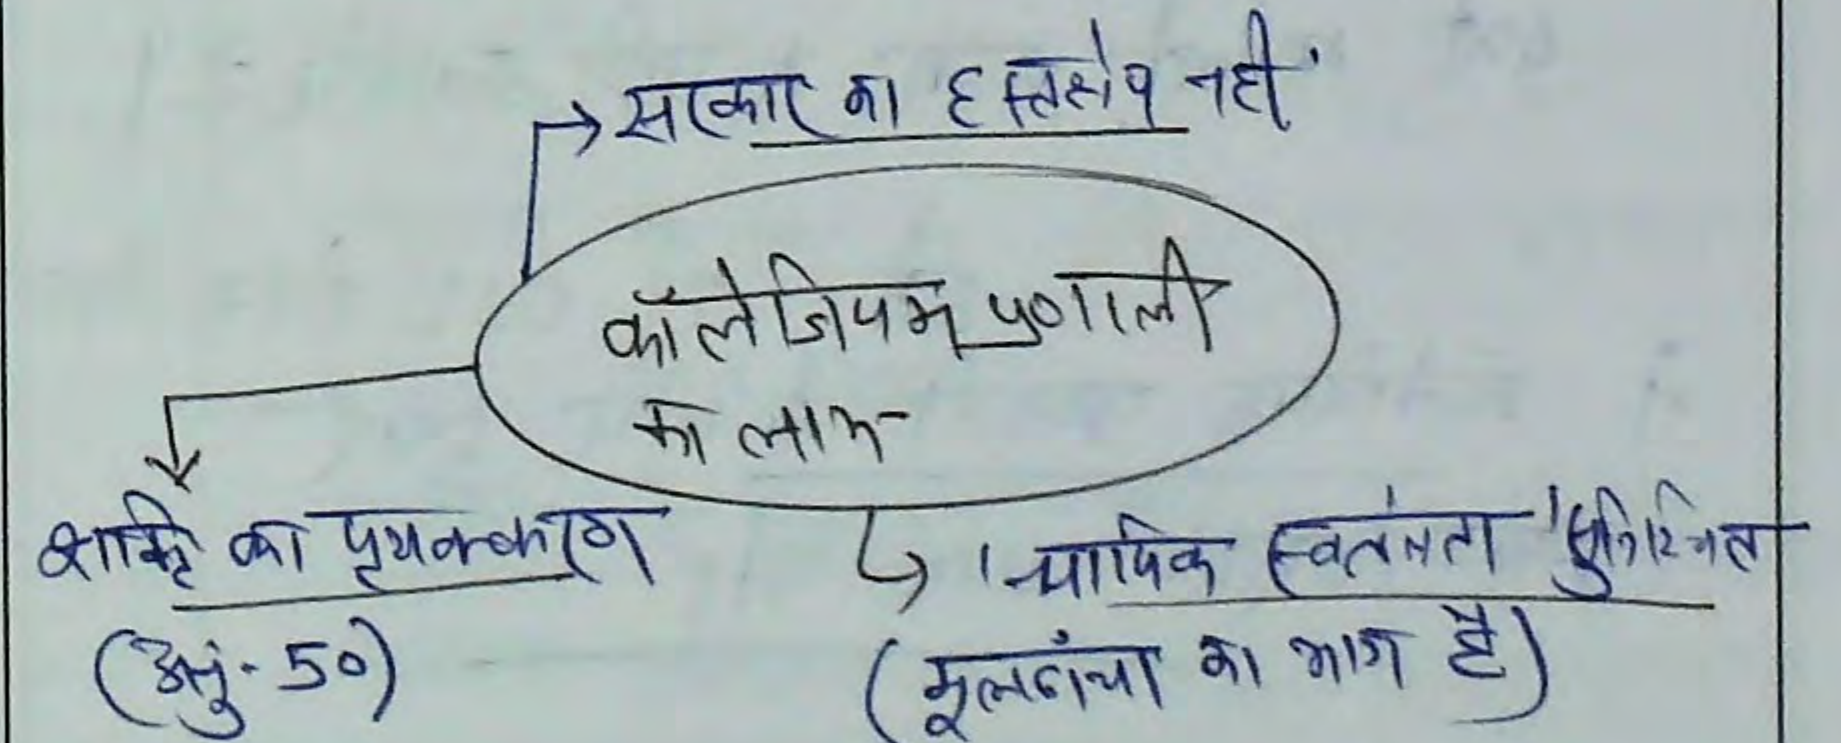 सरकार का हस्तक्षेप नहीं
कॉलेजियम प्रणाली
का लाभ
शक्ति का पृथक्करण
(अनु. 50)
'न्यायिक स्वतंत्रता' सुनिश्चित
(मूलढांचा का भाग है)